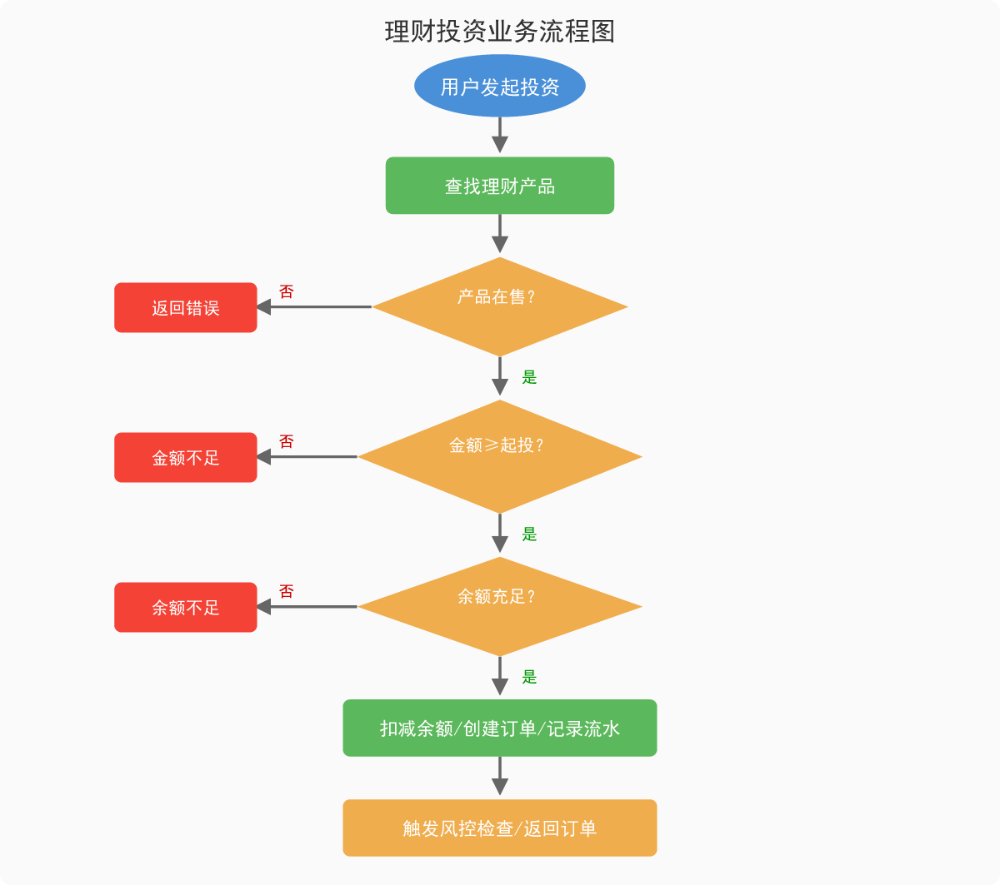 理财投资业务流程图
用户发起投资
查找理财产品
产品在售？
否
返回错误
是
金额≥起投？
否
金额不足
是
余额充足？
否
余额不足
是
扣减余额/创建订单/记录流水
触发风控检查/返回订单